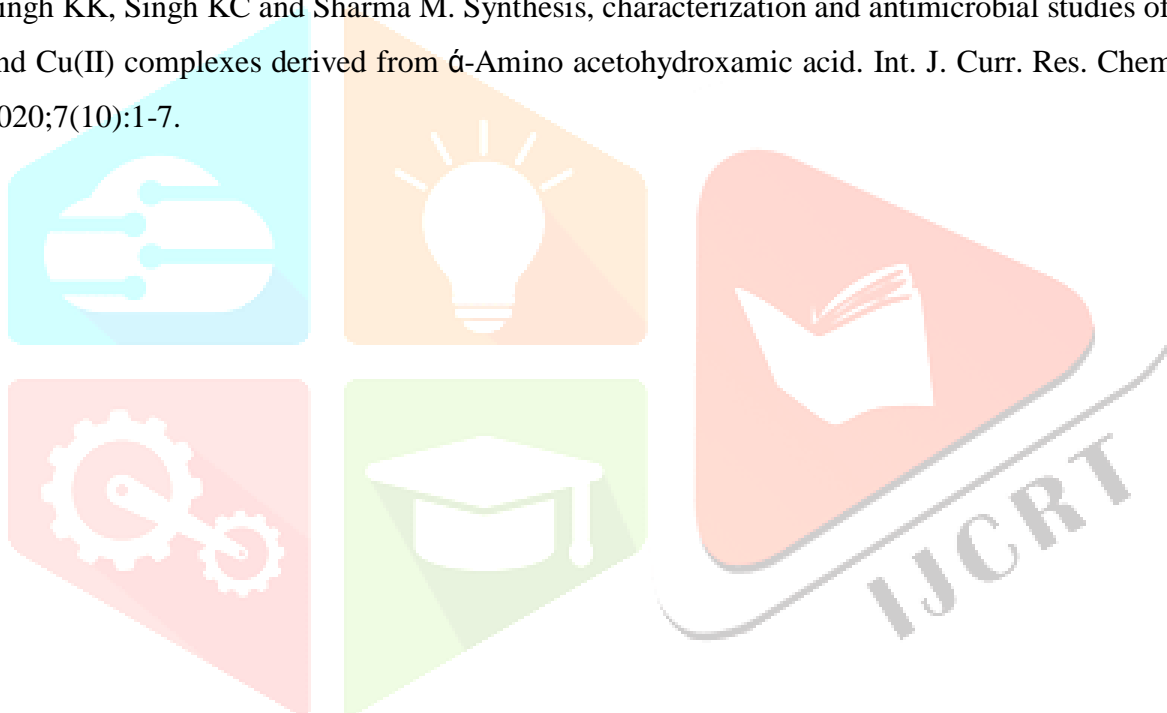 ingh KK, Singh KC and Sharma M. Synthesis, characterization and antimicrobial studies of
nd Cu(II) complexes derived from ά-Amino acetohydroxamic acid. Int. J. Curr. Res. Chem
020;7(10):1-7.
IJCRT